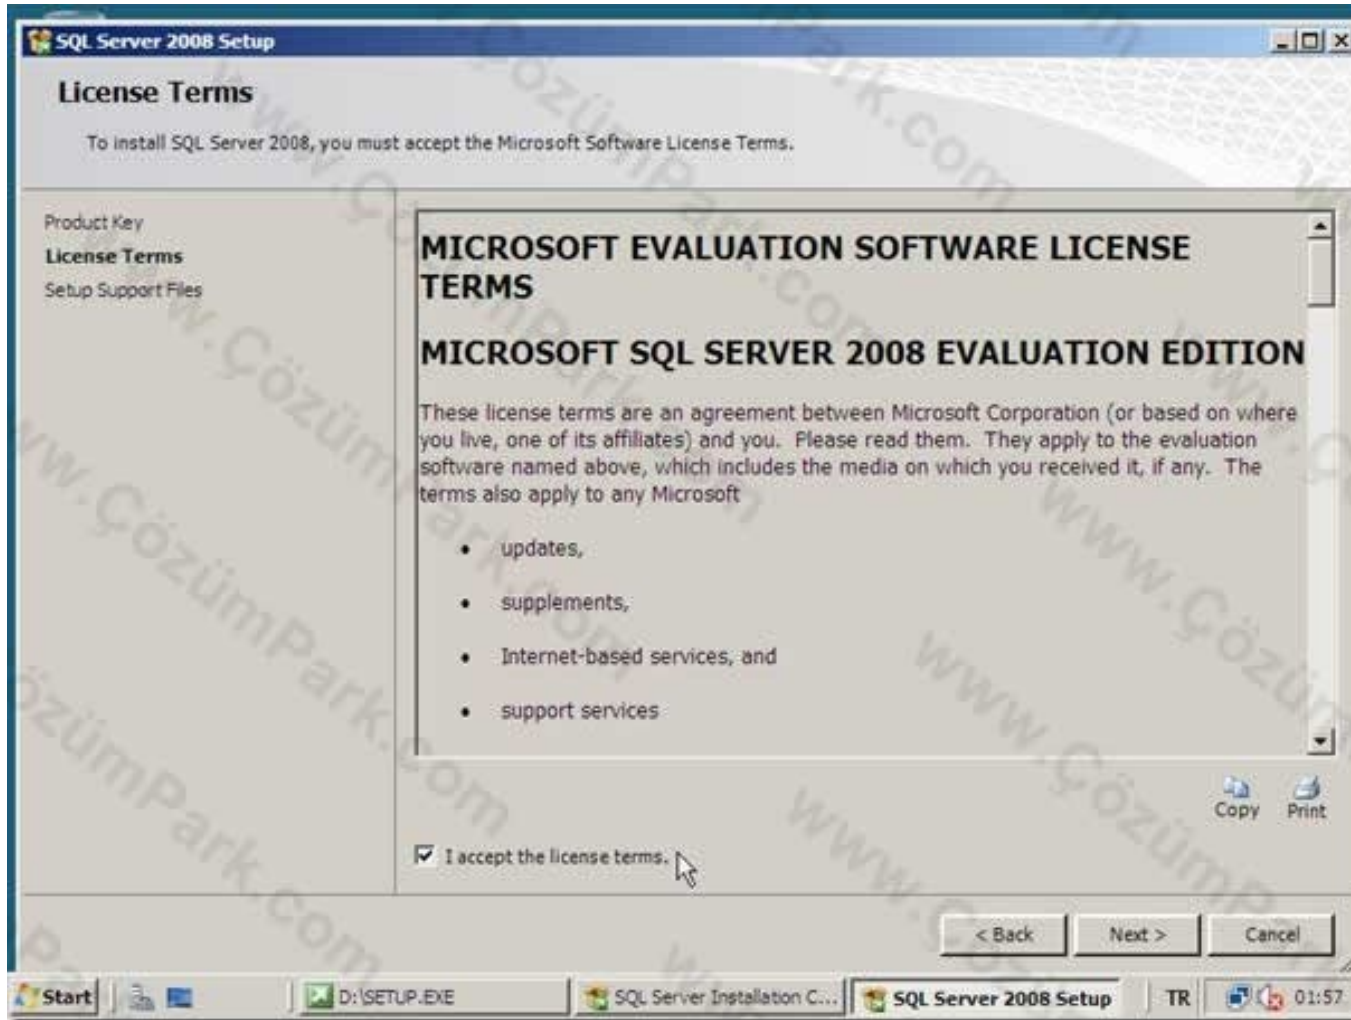 SQL Server 2008 Setup
License Terms
To install SQL Server 2008, you must accept the Microsoft Software License Terms.
Product Key
License Terms
Setup Support Files
MICROSOFT EVALUATION SOFTWARE LICENSE
TERMS
MICROSOFT SQL SERVER 2008 EVALUATION EDITION
These license terms are an agreement between Microsoft Corporation (or based on where
you live, one of its affiliates) and you.  Please read them.  They apply to the evaluation
software named above, which includes the media on which you received it, if any.  The
terms also apply to any Microsoft
• updates,
• supplements,
• Internet-based services, and
• support services
Copy Print
I accept the license terms.
< Back Next > Cancel
Start D:\SETUP.EXE SQL Server Installation C... SQL Server 2008 Setup TR 01:57
www.ÇözümPark.com